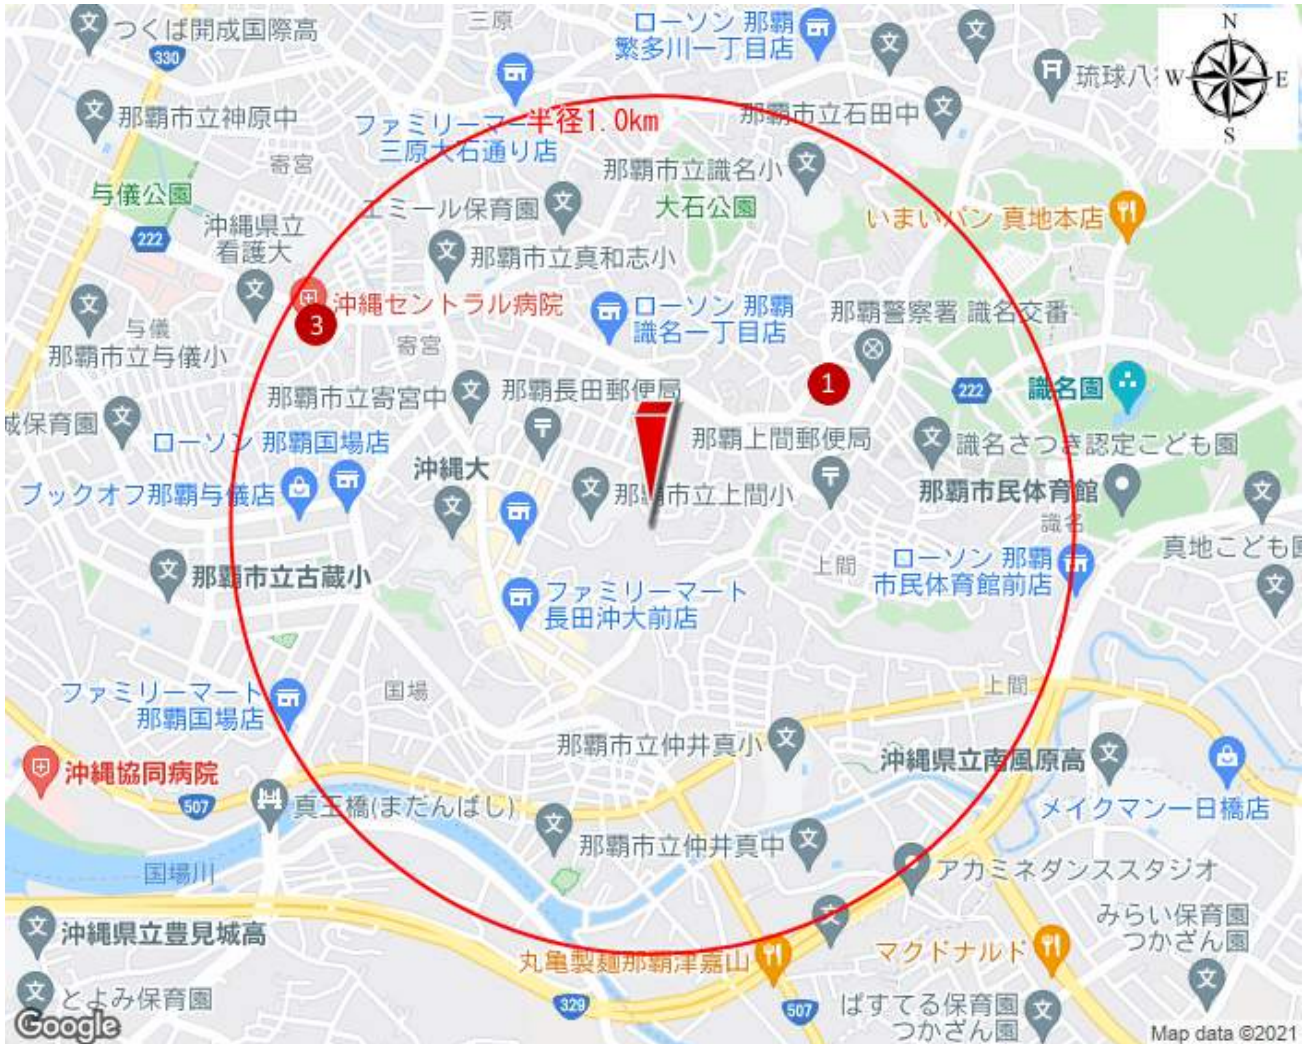 つくば開成国際高
330
三原
ローソン 那覇
繁多川一丁目店
N
W
E
S
琉球八
那覇市立神原中
ファミリーマー
三原大石通り店
半径1.0km
那覇市立石田中
寄宮
与儀公園
222
沖縄県立
看護大
エミール保育園
那覇市立識名小
大石公園
いまいパン 真地本店
那覇市立真和志小
沖縄セントラル病院
3
与儀
那覇市立与儀小
寄宮
ローソン 那覇
識名一丁目店
那覇警察署 識名交番
1
222
識名園
那覇市立寄宮中
那覇長田郵便局
城保育園
ローソン 那覇国場店
沖縄大
那覇上間郵便局
識名さつき認定こども園
ブックオフ那覇与儀店
那覇市立上間小
那覇市民体育館
識名
真地こども園
那覇市立古蔵小
上間
ローソン 那覇
市民体育館前店
ファミリーマート
長田沖大前店
ファミリーマート
那覇国場店
国場
上間
那覇市立仲井真小
沖縄県立南風原高
沖縄協同病院
507
真玉橋(まだんばし)
メイクマン一日橋店
那覇市立仲井真中
国場川
アカミネダンススタジオ
沖縄県立豊見城高
みらい保育園
つかざん園
丸亀製麺那覇津嘉山
マクドナルド
とよみ保育園
329
507
ぱすてる保育園
つかざん園
Google
Map data ©2021